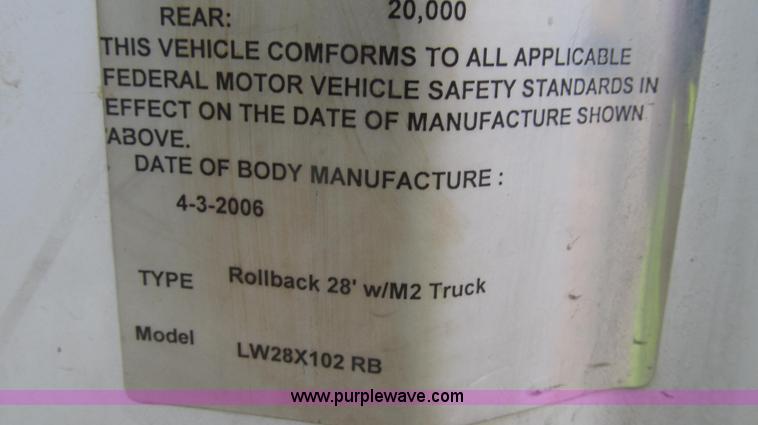 REAR: 20,000
THIS VEHICLE COMFORMS TO ALL APPLICABLE
FEDERAL MOTOR VEHICLE SAFETY STANDARDS IN
EFFECT ON THE DATE OF MANUFACTURE SHOWN
ABOVE.
DATE OF BODY MANUFACTURE :
4-3-2006
TYPE Rollback 28' w/M2 Truck
Model LW28X102 RB
www.purplewave.com